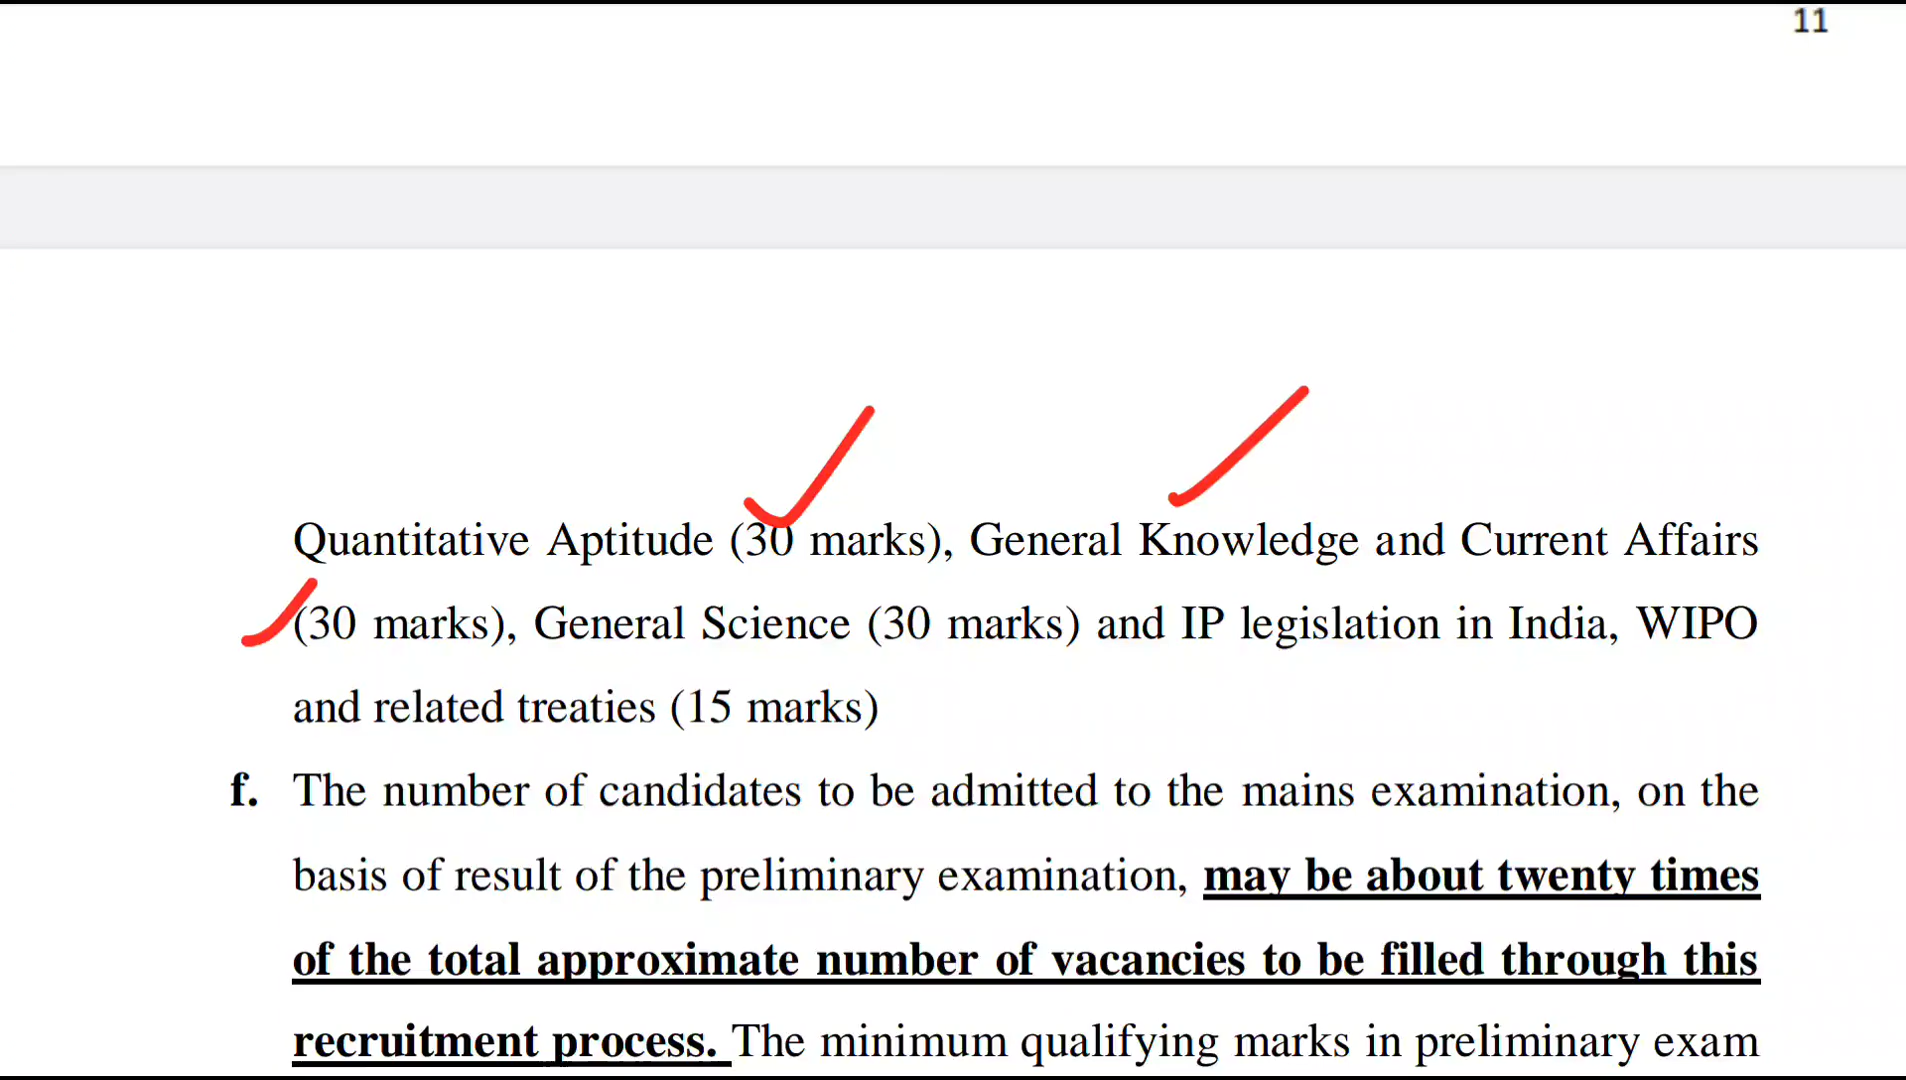 11
Quantitative Aptitude (30 marks), General Knowledge and Current Affairs
(30 marks), General Science (30 marks) and IP legislation in India, WIPO
and related treaties (15 marks)
f. The number of candidates to be admitted to the mains examination, on the
basis of result of the preliminary examination, may be about twenty times
of the total approximate number of vacancies to be filled through this
recruitment process. The minimum qualifying marks in preliminary exam